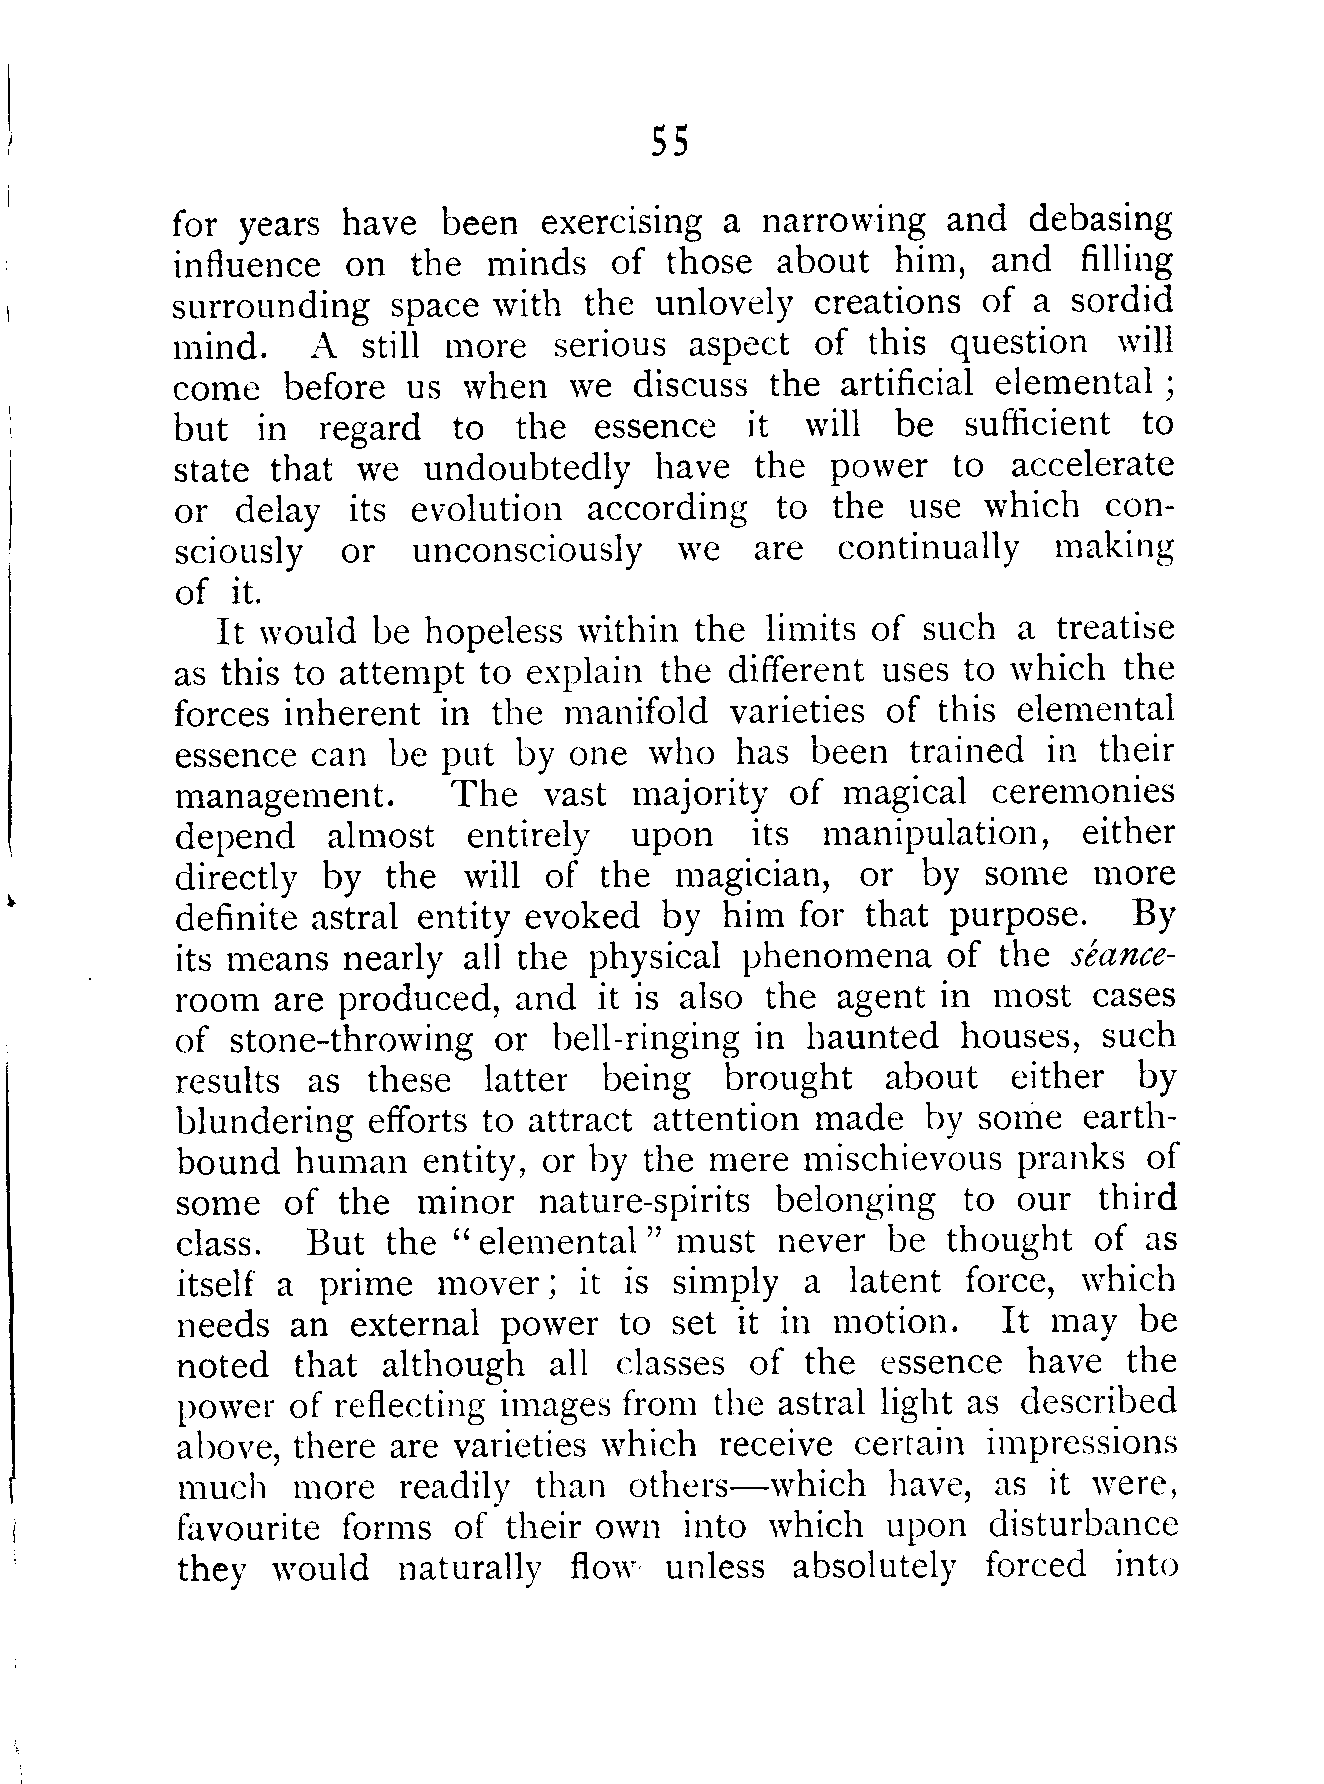 55
for years have been exercising a narrowing and debasing
influence on the minds of those about him, and filling
surrounding space with the unlovely creations of a sordid
mind. A still more serious aspect of this question will
come before us when we discuss the artificial elemental ;
but in regard to the essence it will be sufficient to
state that we undoubtedly have the power to accelerate
or delay its evolution according to the use which con-
sciously or unconsciously we are continually making
of it.
It would be hopeless within the limits of such a treatise
as this to attempt to explain the different uses to which the
forces inherent in the manifold varieties of this elemental
essence can be put by one who has been trained in their
management. The vast majority of magical ceremonies
depend almost entirely upon its manipulation, either
directly by the will of the magician, or by some more
definite astral entity evoked by him for that purpose. By
its means nearly all the physical phenomena of the séance-
room are produced, and it is also the agent in most cases
of stone-throwing or bell-ringing in haunted houses, such
results as these latter being brought about either by
blundering efforts to attract attention made by some earth-
bound human entity, or by the mere mischievous pranks of
some of the minor nature-spirits belonging to our third
class. But the “ elemental ” must never be thought of as
itself a prime mover ; it is simply a latent force, which
needs an external power to set it in motion. It may be
noted that although all classes of the essence have the
power of reflecting images from the astral light as described
above, there are varieties which receive certain impressions
much more readily than others—which have, as it were,
favourite forms of their own into which upon disturbance
they would naturally flow unless absolutely forced into